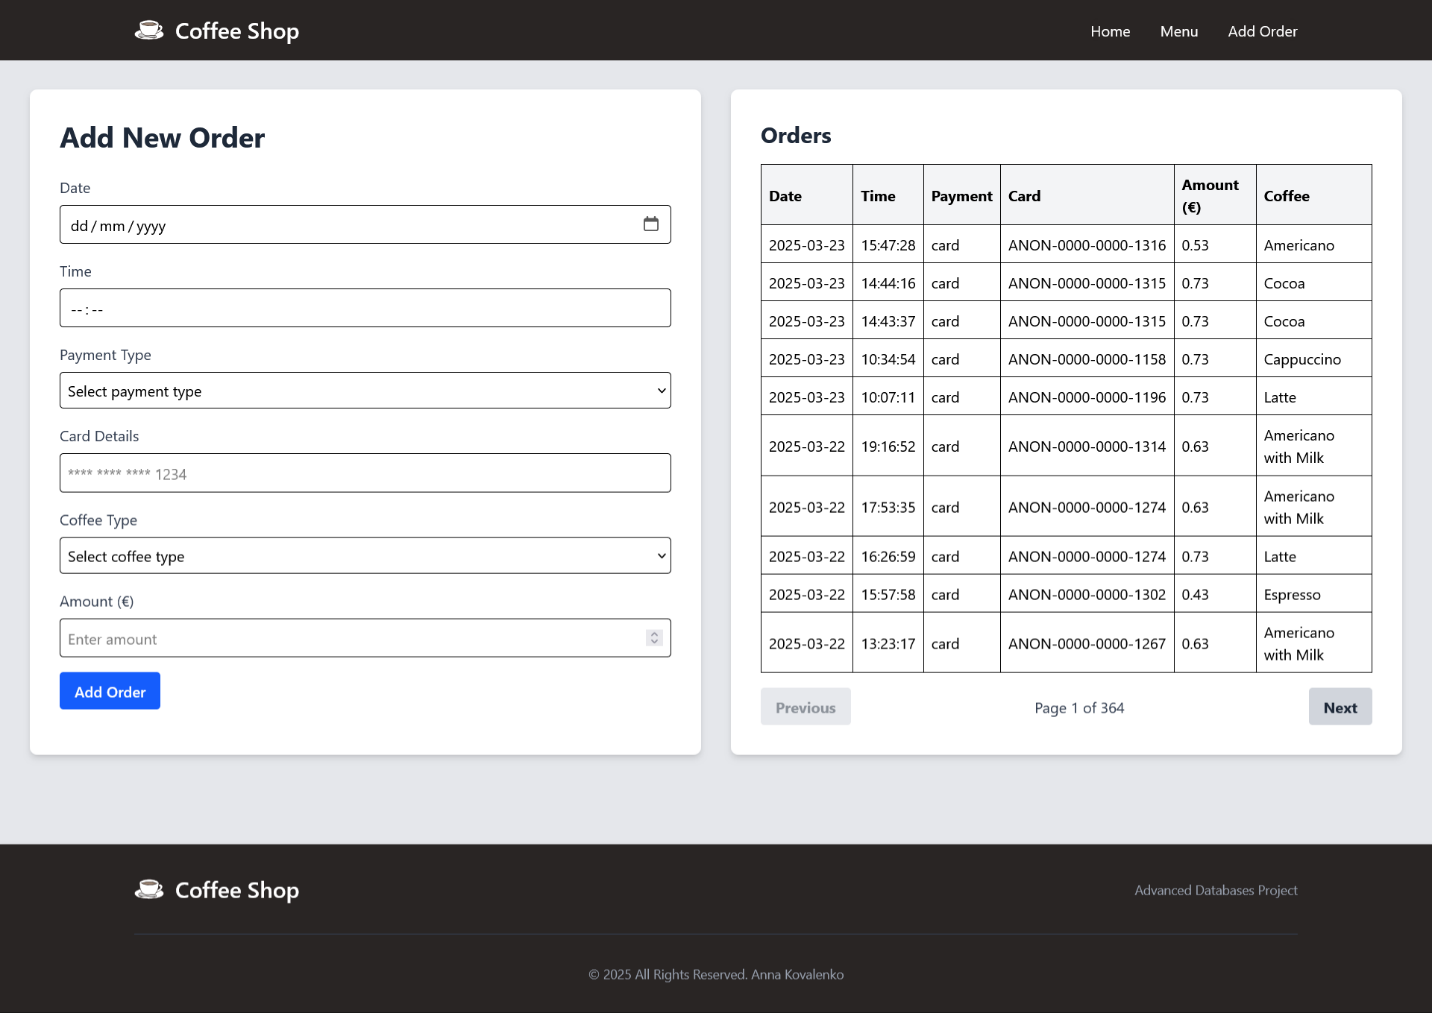 Coffee Shop
Home Menu Add Order
Add New Order
Date
dd/mm/yyyy
Time
--:--
Payment Type
Select payment type
Card Details
**** **** **** 1234
Coffee Type
Select coffee type
Amount (€)
Enter amount
Add Order
Orders
Date Time Payment Card Amount (€) Coffee
2025-03-23 15:47:28 card ANON-0000-0000-1316 0.53 Americano
2025-03-23 14:44:16 card ANON-0000-0000-1315 0.73 Cocoa
2025-03-23 14:43:37 card ANON-0000-0000-1315 0.73 Cocoa
2025-03-23 10:34:54 card ANON-0000-0000-1158 0.73 Cappuccino
2025-03-23 10:07:11 card ANON-0000-0000-1196 0.73 Latte
2025-03-22 19:16:52 card ANON-0000-0000-1314 0.63 Americano with Milk
2025-03-22 17:53:35 card ANON-0000-0000-1274 0.63 Americano with Milk
2025-03-22 16:26:59 card ANON-0000-0000-1274 0.73 Latte
2025-03-22 15:57:58 card ANON-0000-0000-1302 0.43 Espresso
2025-03-22 13:23:17 card ANON-0000-0000-1267 0.63 Americano with Milk
Previous Page 1 of 364 Next
Coffee Shop
Advanced Databases Project
© 2025 All Rights Reserved. Anna Kovalenko